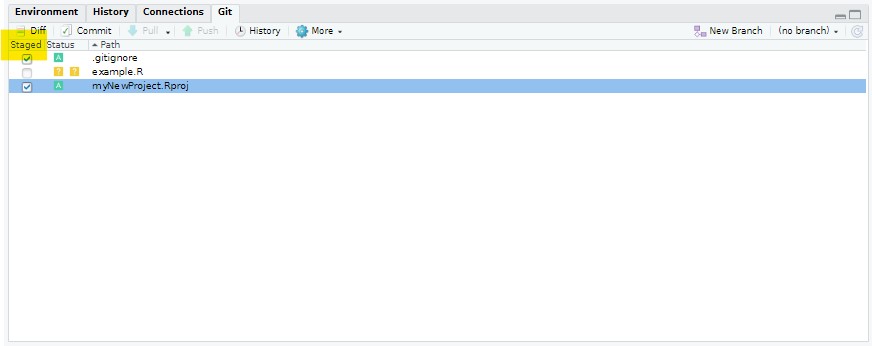 Environment History Connections Git
Diff Commit Pull Push History More New Branch (no branch)
Staged Status Path
A .gitignore
? ? example.R
A myNewProject.Rproj